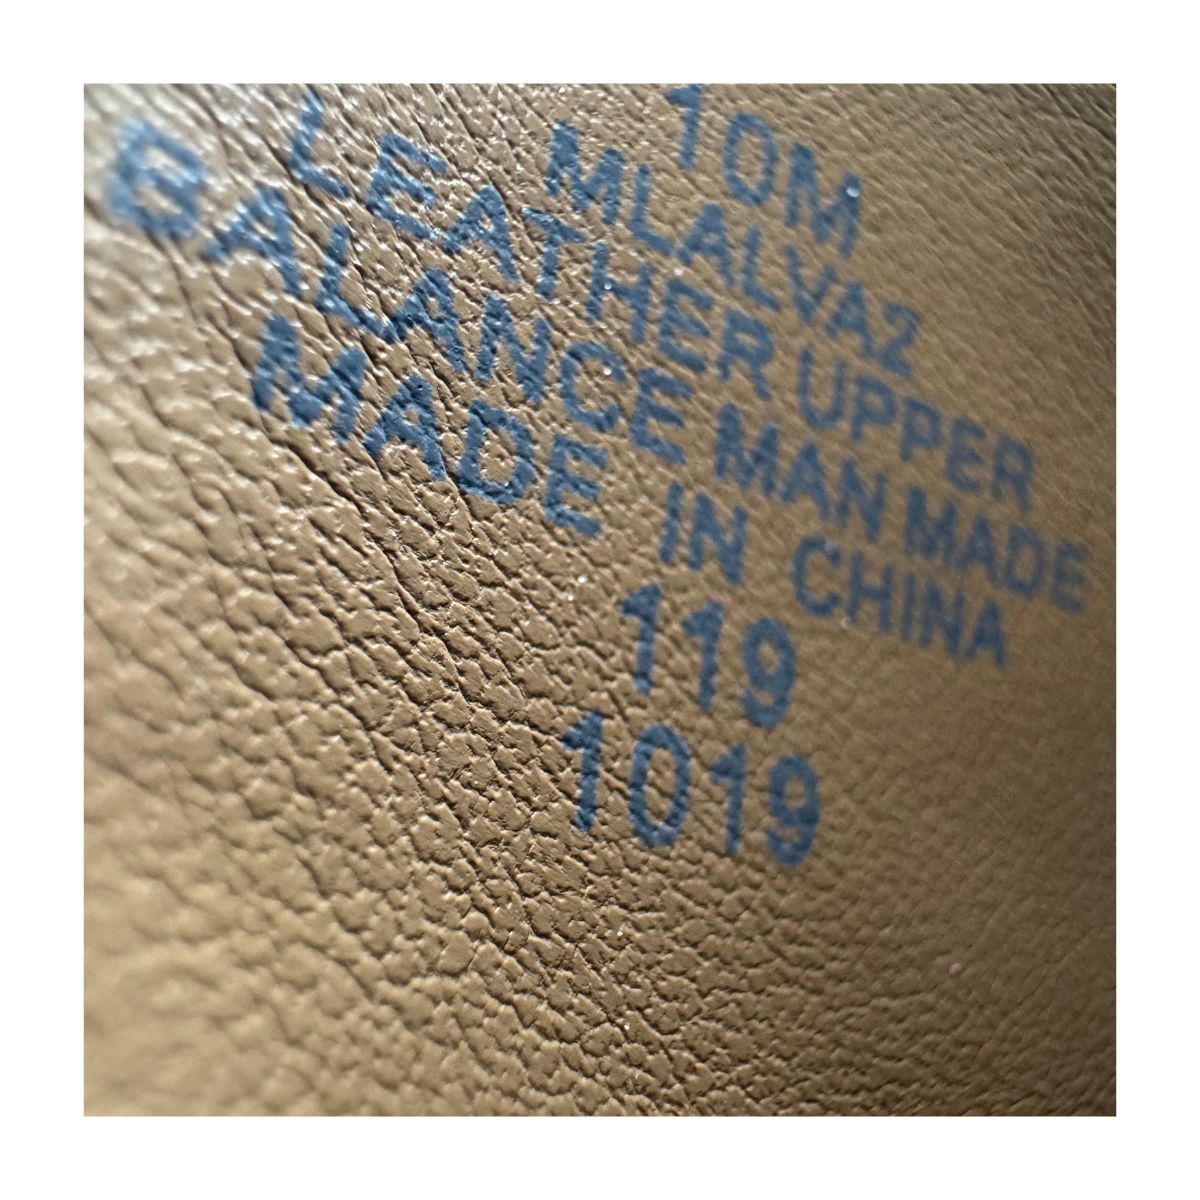 10M
MLALVA2
LEATHER UPPER
BALANCE MAN MADE
MADE IN CHINA
119
1019